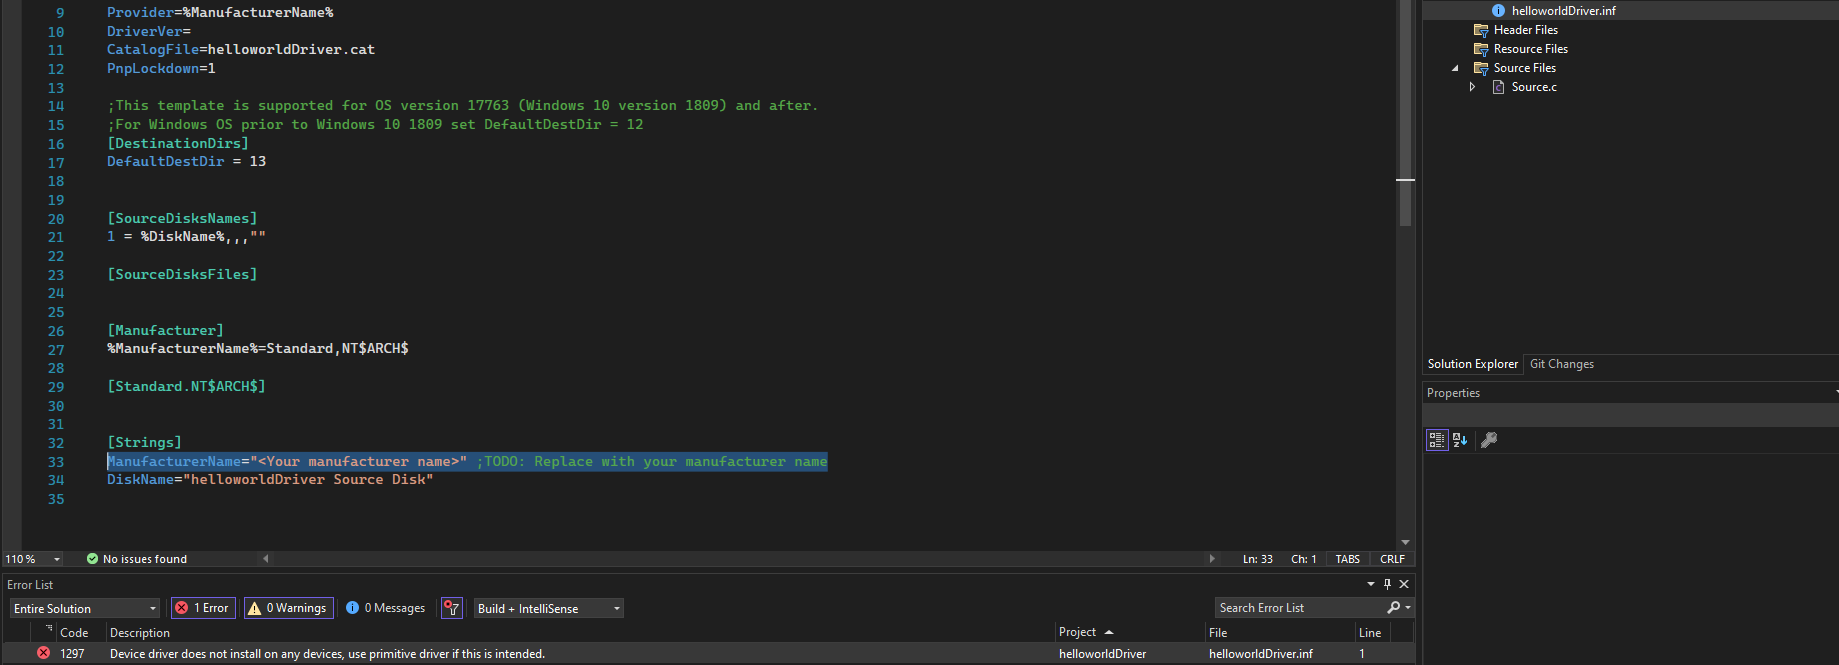 9 Provider=%ManufacturerName%
10 DriverVer=
11 CatalogFile=helloworldDriver.cat
12 PnpLockdown=1
13
14 ;This template is supported for OS version 17763 (Windows 10 version 1809) and after.
15 ;For Windows OS prior to Windows 10 1809 set DefaultDestDir = 12
16 [DestinationDirs]
17 DefaultDestDir = 13
18
19
20 [SourceDisksNames]
21 1 = %DiskName%,,,""
22
23 [SourceDisksFiles]
24
25
26 [Manufacturer]
27 %ManufacturerName%=Standard,NT$ARCH$
28
29 [Standard.NT$ARCH$]
30
31
32 [Strings]
33 ManufacturerName="<Your manufacturer name>" ;TODO: Replace with your manufacturer name
34 DiskName="helloworldDriver Source Disk"
35
110 % No issues found Ln: 33 Ch: 1 TABS CRLF
Error List
Entire Solution 1 Error 0 Warnings 0 Messages Build + IntelliSense Search Error List
Code Description Project File Line
1297 Device driver does not install on any devices, use primitive driver if this is intended. helloworldDriver helloworldDriver.inf 1
helloworldDriver.inf
Header Files
Resource Files
Source Files
Source.c
Solution Explorer Git Changes
Properties